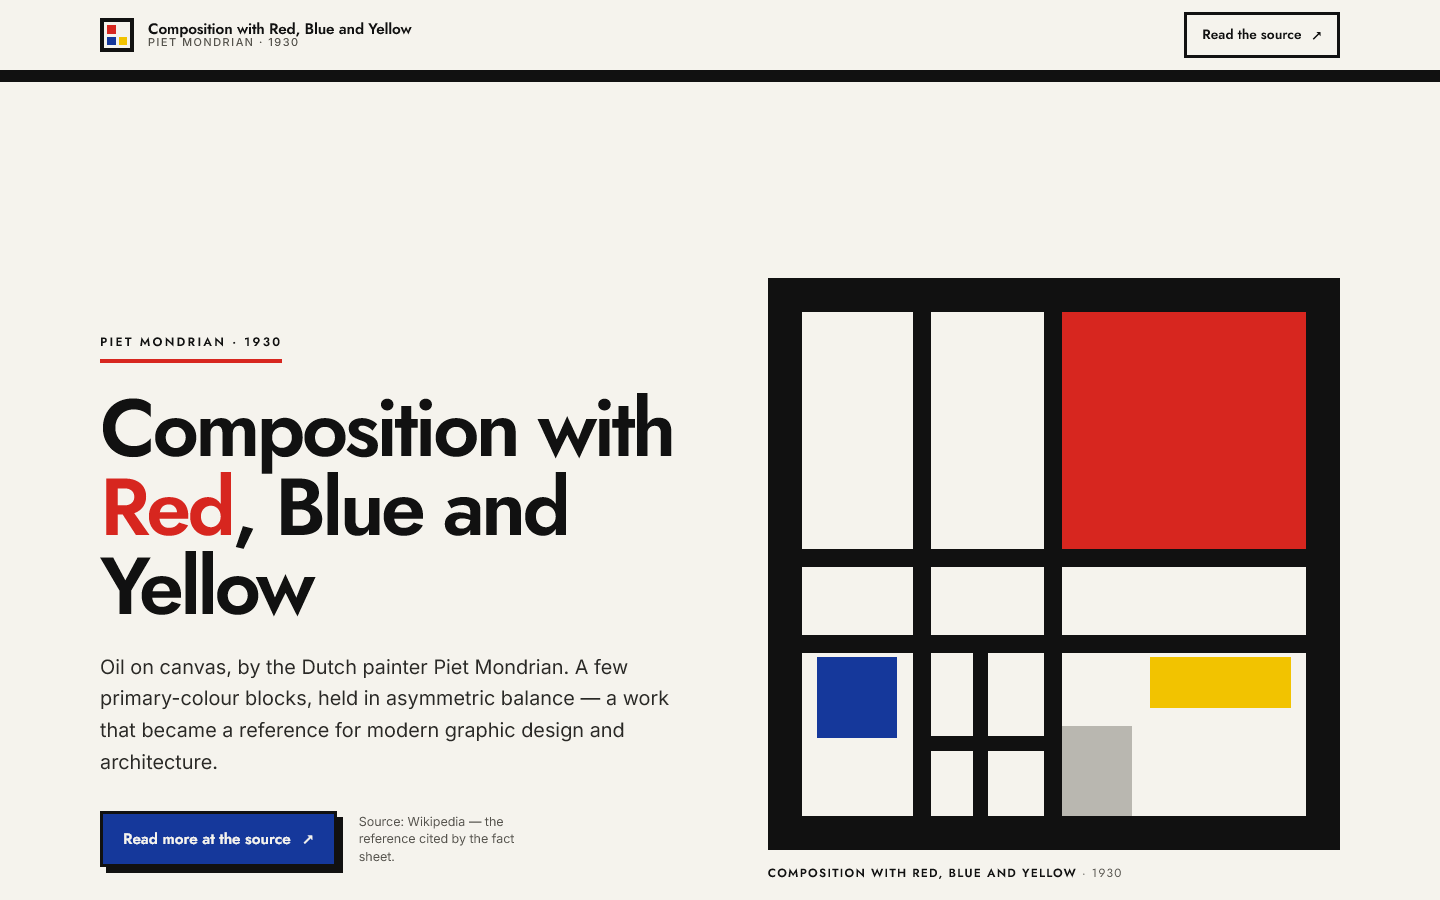 Composition with Red, Blue and Yellow
PIET MONDRIAN · 1930
Read the source ↗
PIET MONDRIAN · 1930
Composition with
Red, Blue and
Yellow
Oil on canvas, by the Dutch painter Piet Mondrian. A few
primary-colour blocks, held in asymmetric balance — a work
that became a reference for modern graphic design and
architecture.
Read more at the source ↗
Source: Wikipedia — the
reference cited by the fact
sheet.
COMPOSITION WITH RED, BLUE AND YELLOW · 1930